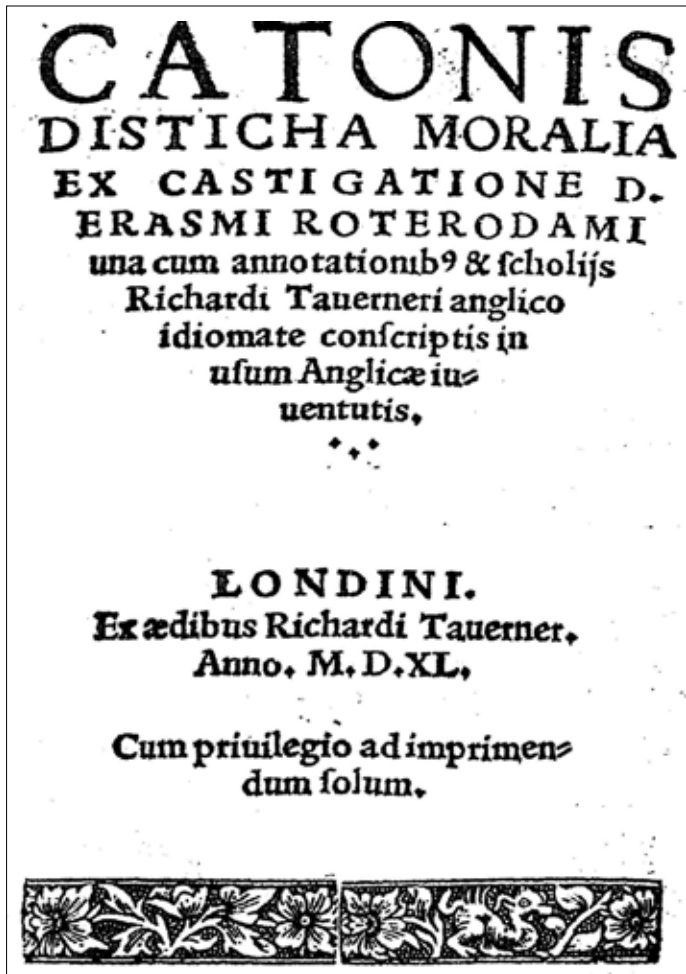 CATONIS
DISTICHA MORALIA
EX CASTIGATIONE D.
ERASMI ROTERODAMI
una cum annotationibꝰ & ſcholijs
Richardi Tauerneri anglico
idiomate conſcriptis in
uſum Anglicæ iu⸗
uentutis.
LONDINI.
Ex ædibus Richardi Tauerner.
Anno. M. D. XL.
Cum priuilegio ad imprimen⸗
dum ſolum.